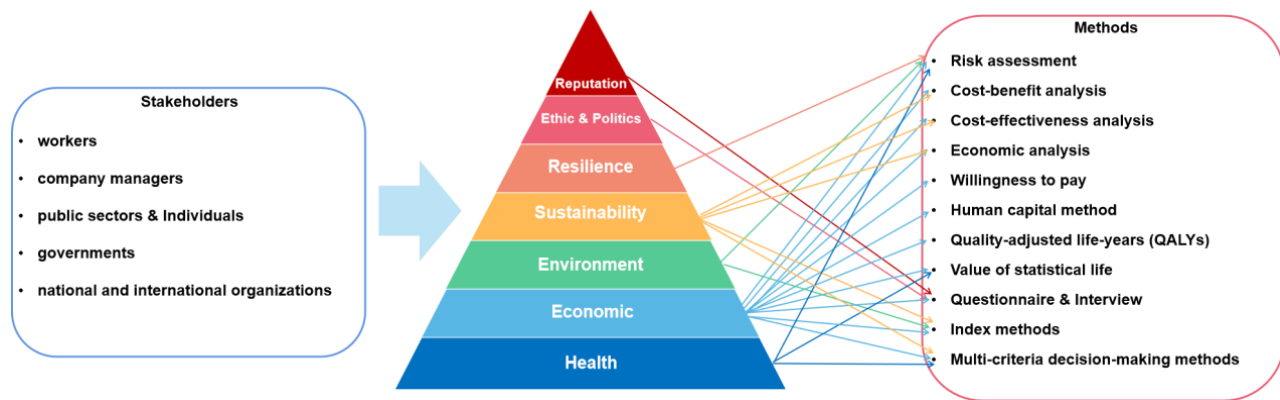 Stakeholders
• workers
• company managers
• public sectors & Individuals
• governments
• national and international organizations
Reputation
Ethic & Politics
Resilience
Sustainability
Environment
Economic
Health
Methods
• Risk assessment
• Cost-benefit analysis
• Cost-effectiveness analysis
• Economic analysis
• Willingness to pay
• Human capital method
• Quality-adjusted life-years (QALYs)
• Value of statistical life
• Questionnaire & Interview
• Index methods
• Multi-criteria decision-making methods